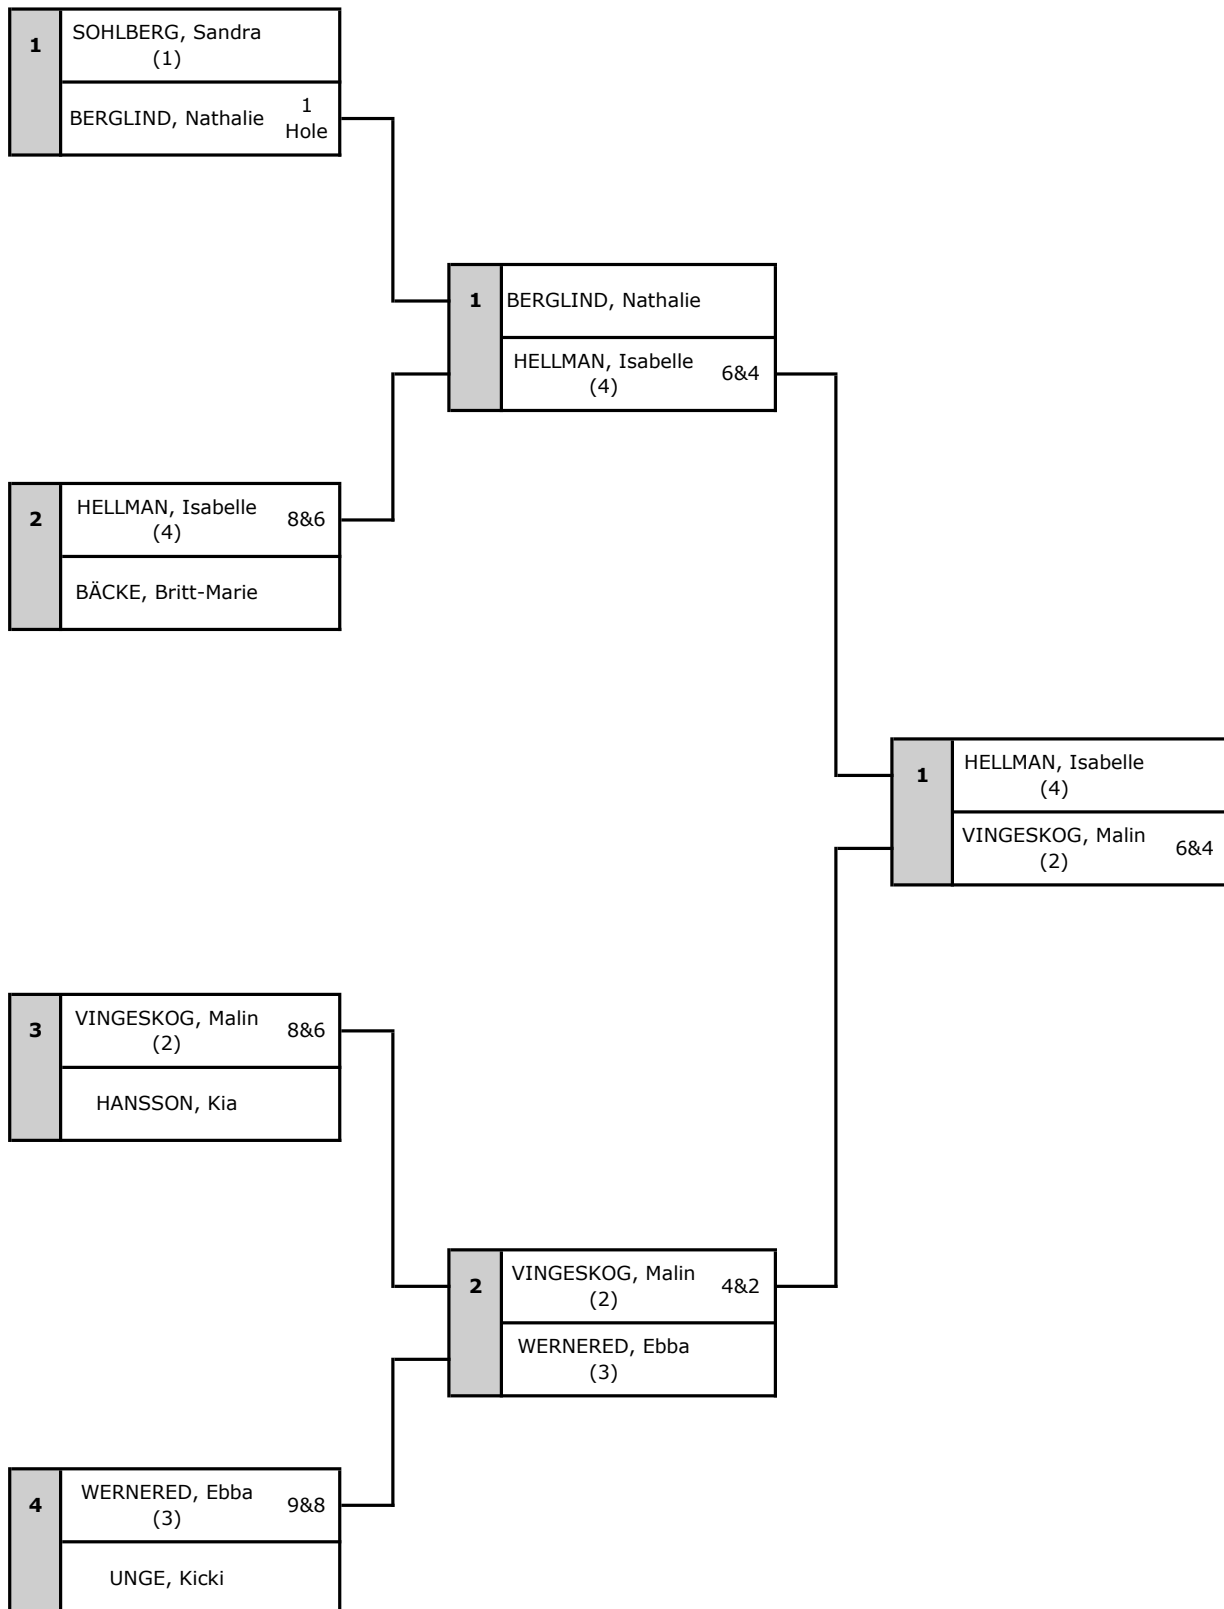 1
SOHLBERG, Sandra
(1)
BERGLIND, Nathalie
1
Hole
1
BERGLIND, Nathalie
HELLMAN, Isabelle
(4)
6&4
2
HELLMAN, Isabelle
(4)
8&6
BÄCKE, Britt-Marie
1
HELLMAN, Isabelle
(4)
VINGESKOG, Malin
(2)
6&4
3
VINGESKOG, Malin
(2)
8&6
HANSSON, Kia
2
VINGESKOG, Malin
(2)
4&2
WERNERED, Ebba
(3)
4
WERNERED, Ebba
(3)
9&8
UNGE, Kicki